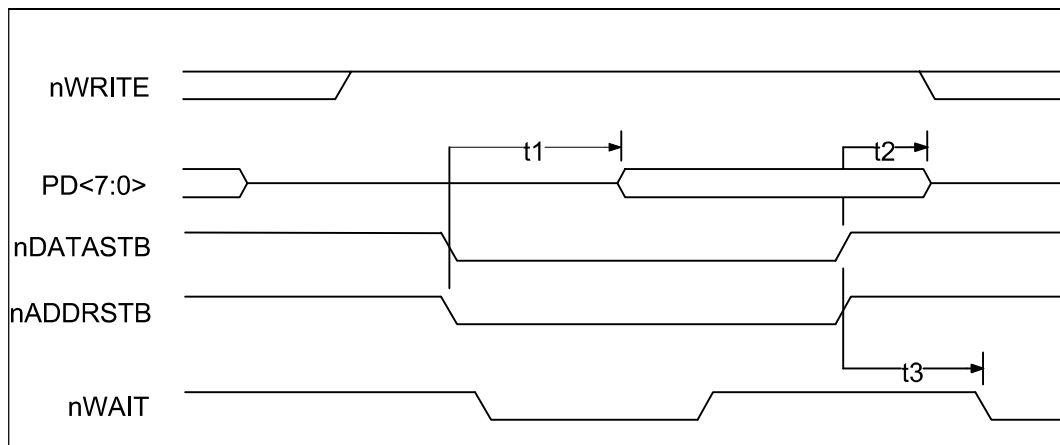 nWRITE
t1
t2
PD<7:0>
nDATASTB
nADDRSTB
t3
nWAIT